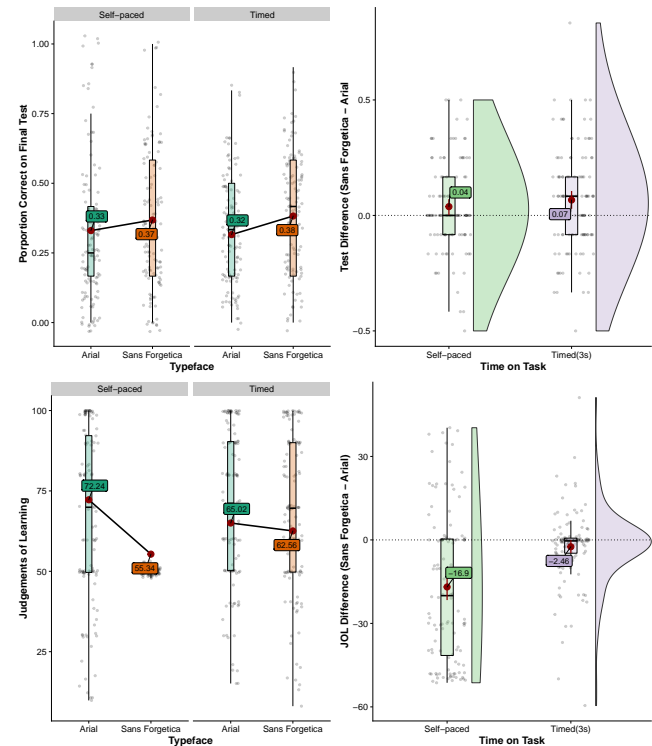 Self-paced
Timed
Porportion Correct on Final Test
1.00
0.75
0.50
0.25
0.00
0.33
0.37
0.32
0.38
Arial
Sans Forgetica
Arial
Sans Forgetica
Typeface
Test Difference (Sans Forgetica − Arial)
0.5
0.0
−0.5
0.04
0.07
Self-paced
Timed(3s)
Time on Task
Self-paced
Timed
Judgements of Learning
100
75
50
25
72.24
55.34
65.02
62.56
Arial
Sans Forgetica
Arial
Sans Forgetica
Typeface
JOL Difference (Sans Forgetica − Arial)
30
0
−30
−60
−16.9
−2.46
Self-paced
Timed(3s)
Time on Task